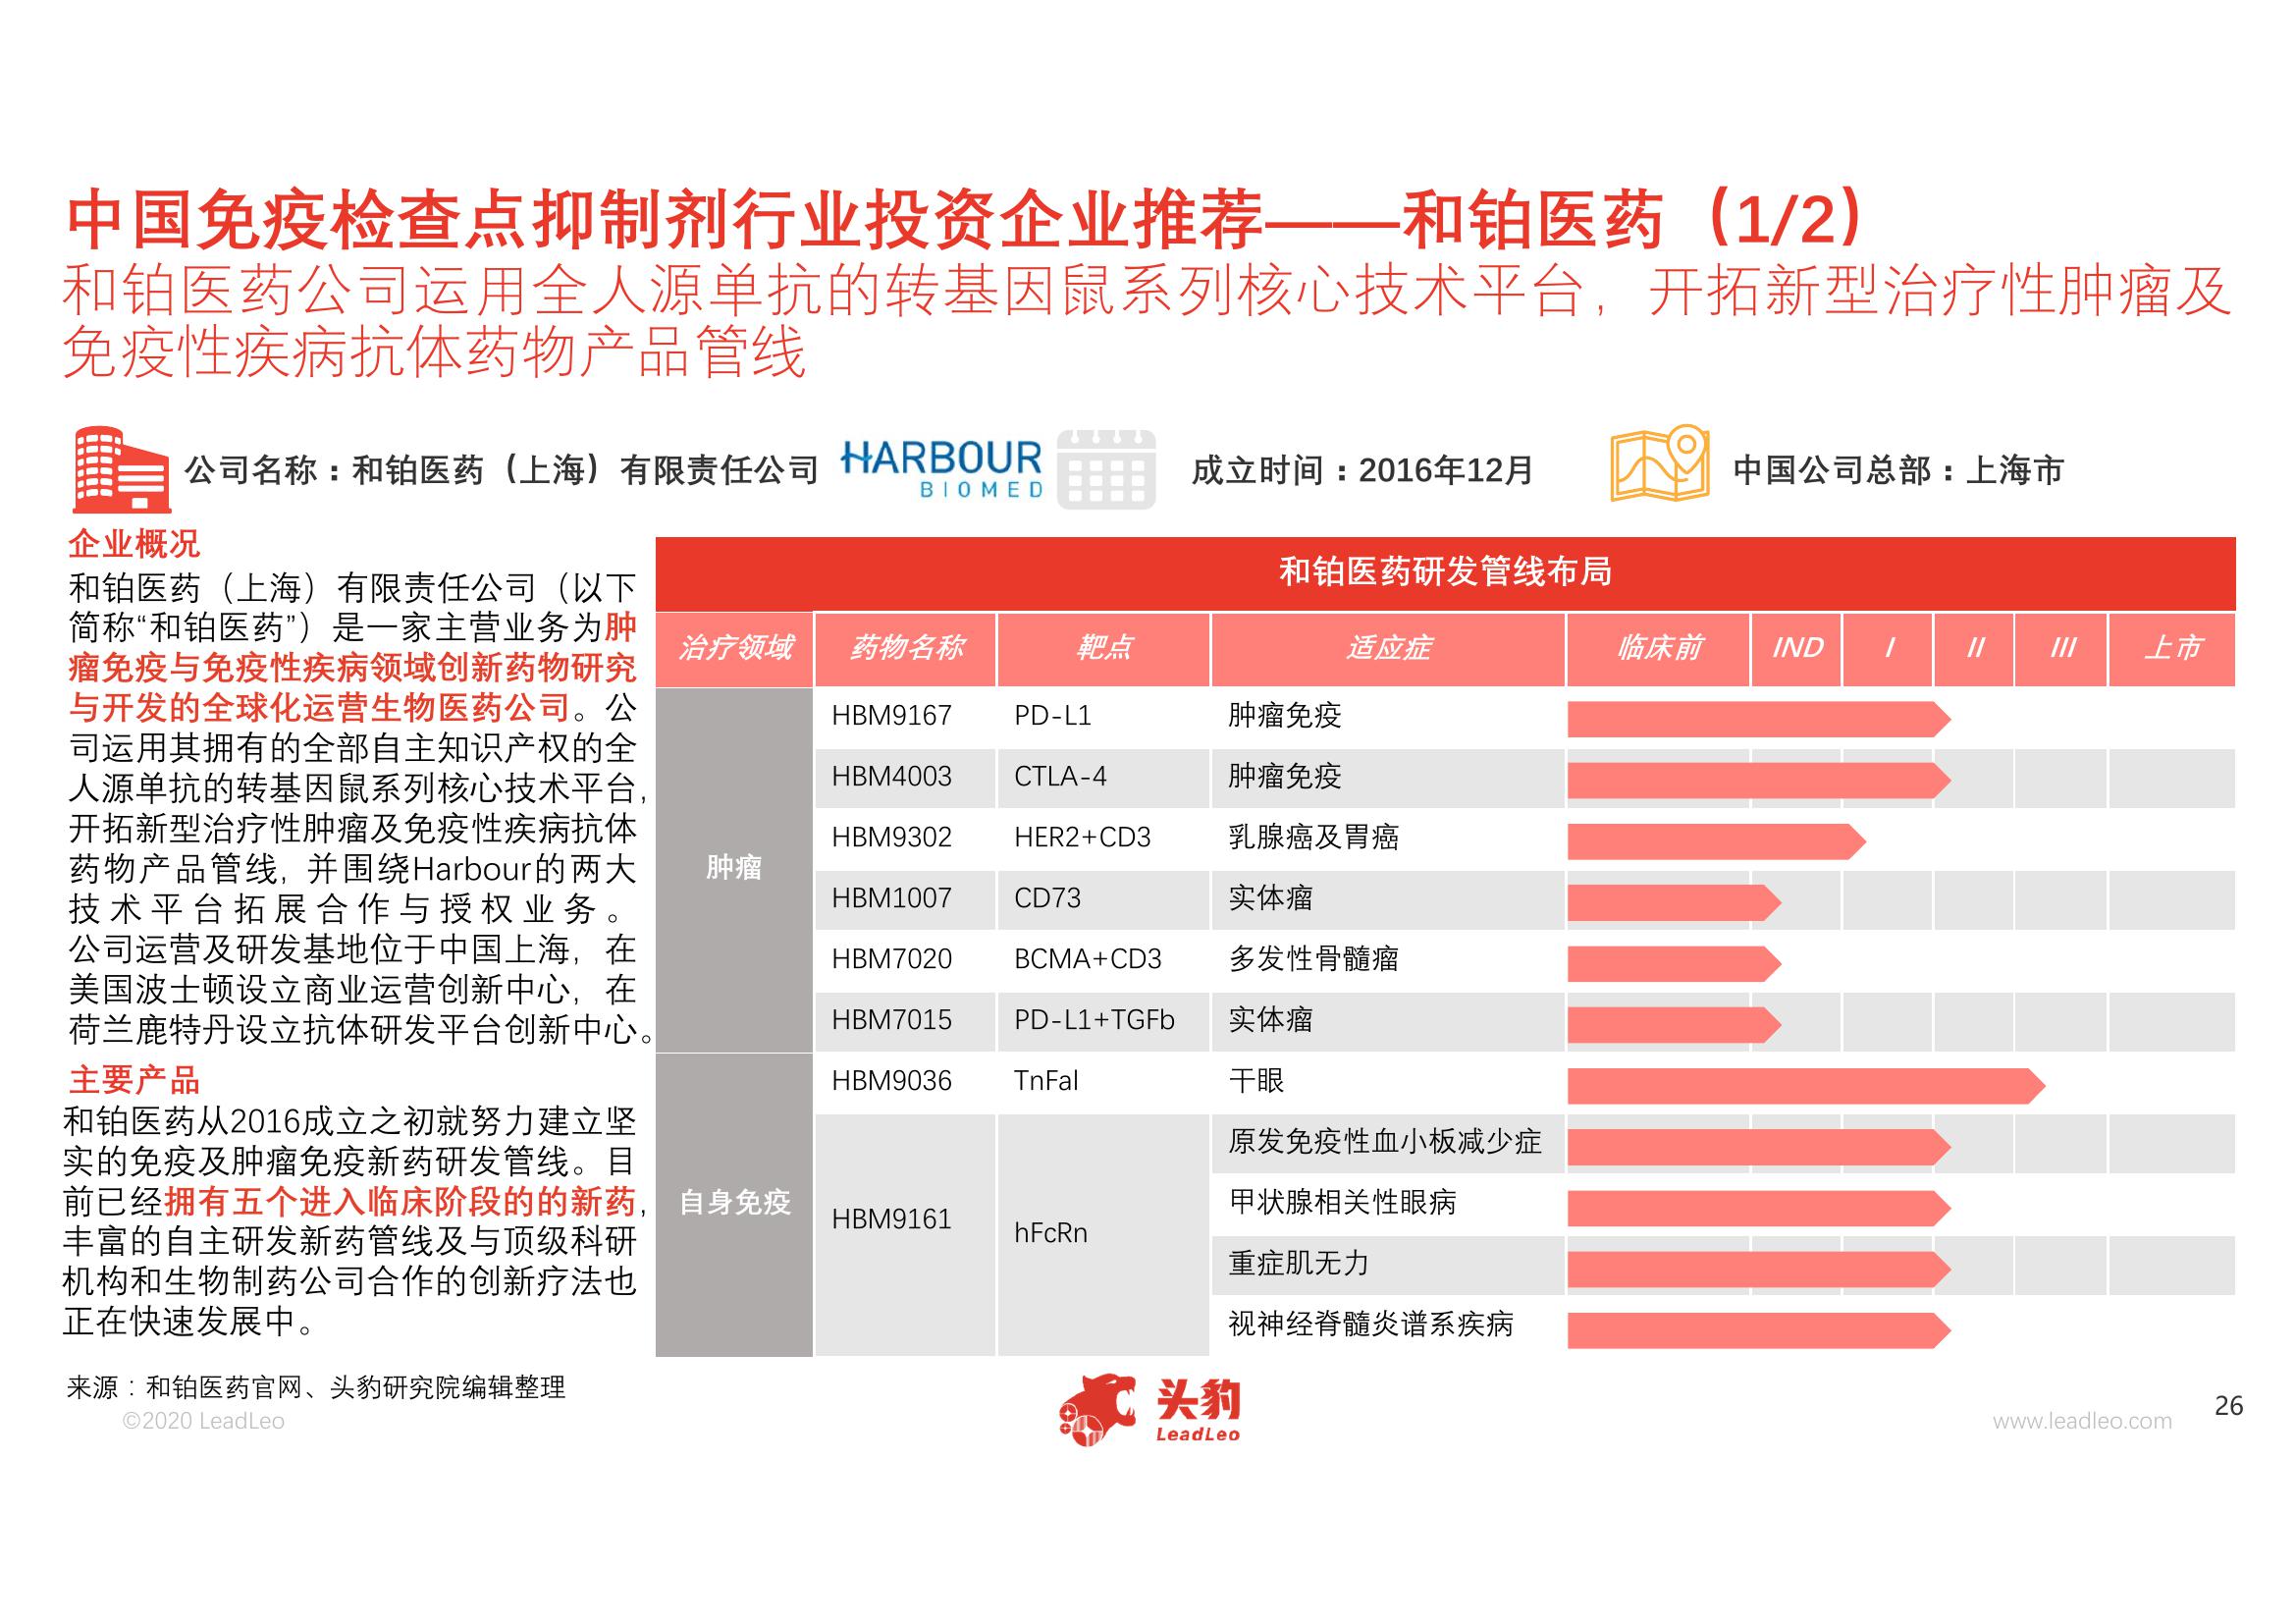 中国免疫检查点抑制剂行业投资企业推荐——和铂医药（1/2）
和铂医药公司运用全人源单抗的转基因鼠系列核心技术平台，开拓新型治疗性肿瘤及
免疫性疾病抗体药物产品管线
公司名称：和铂医药（上海）有限责任公司
HARBOUR
BIOMED
成立时间：2016年12月
中国公司总部：上海市
企业概况
和铂医药（上海）有限责任公司（以下
简称“和铂医药”）是一家主营业务为肿
瘤免疫与免疫性疾病领域创新药物研究
与开发的全球化运营生物医药公司。公
司运用其拥有的全部自主知识产权的全
人源单抗的转基因鼠系列核心技术平台，
开拓新型治疗性肿瘤及免疫性疾病抗体
药物产品管线，并围绕Harbour的两大
技术平台拓展合作与授权业务。
公司运营及研发基地位于中国上海，在
美国波士顿设立商业运营创新中心，在
荷兰鹿特丹设立抗体研发平台创新中心。
主要产品
和铂医药从2016成立之初就努力建立坚
实的免疫及肿瘤免疫新药研发管线。目
前已经拥有五个进入临床阶段的的新药，
丰富的自主研发新药管线及与顶级科研
机构和生物制药公司合作的创新疗法也
正在快速发展中。
和铂医药研发管线布局
治疗领域 药物名称 靶点 适应症 临床前 IND I II III 上市
肿瘤
HBM9167 PD-L1 肿瘤免疫
HBM4003 CTLA-4 肿瘤免疫
HBM9302 HER2+CD3 乳腺癌及胃癌
HBM1007 CD73 实体瘤
HBM7020 BCMA+CD3 多发性骨髓瘤
HBM7015 PD-L1+TGFb 实体瘤
自身免疫
HBM9036 TnFal 干眼
HBM9161 hFcRn
原发免疫性血小板减少症
甲状腺相关性眼病
重症肌无力
视神经脊髓炎谱系疾病
来源：和铂医药官网、头豹研究院编辑整理
©2020 LeadLeo
头豹
LeadLeo
www.leadleo.com
26